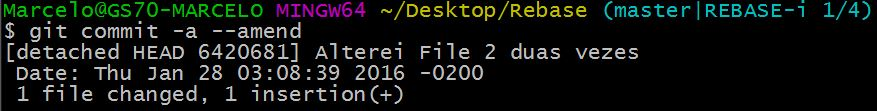 Marcelo@GS70-MARCELO MINGW64 ~/Desktop/Rebase (master|REBASE-i 1/4)
$ git commit -a --amend
[detached HEAD 6420681] Alterei File 2 duas vezes
 Date: Thu Jan 28 03:08:39 2016 -0200
 1 file changed, 1 insertion(+)